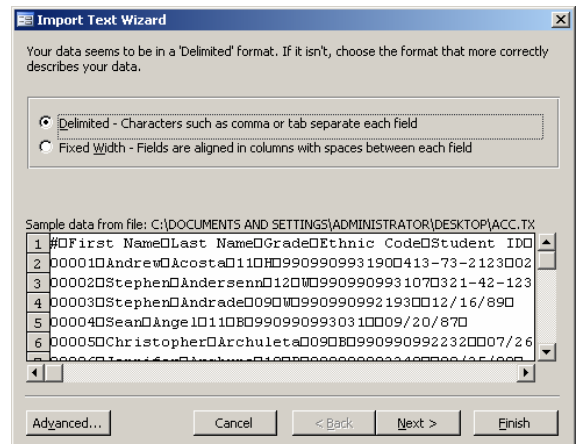 Import Text Wizard
Your data seems to be in a 'Delimited' format. If it isn't, choose the format that more correctly
describes your data.
Delimited - Characters such as comma or tab separate each field
Fixed Width - Fields are aligned in columns with spaces between each field
Sample data from file: C:\DOCUMENTS AND SETTINGS\ADMINISTRATOR\DESKTOP\ACC.TX
1 #□First Name□Last Name□Grade□Ethnic Code□Student ID□
2 00001□Andrew□Acosta□11□H□990990993190□413-73-2123□02
3 00002□Stephen□Andersenn□12□W□990990993107□321-42-123
4 00003□Stephen□Andrade□09□W□990990992193□□12/16/89□
5 00004□Sean□Angel□11□B□990990993031□□09/20/87□
6 00005□Christopher□Archuleta□09□B□990990992232□□07/26
Advanced... Cancel < Back Next > Finish